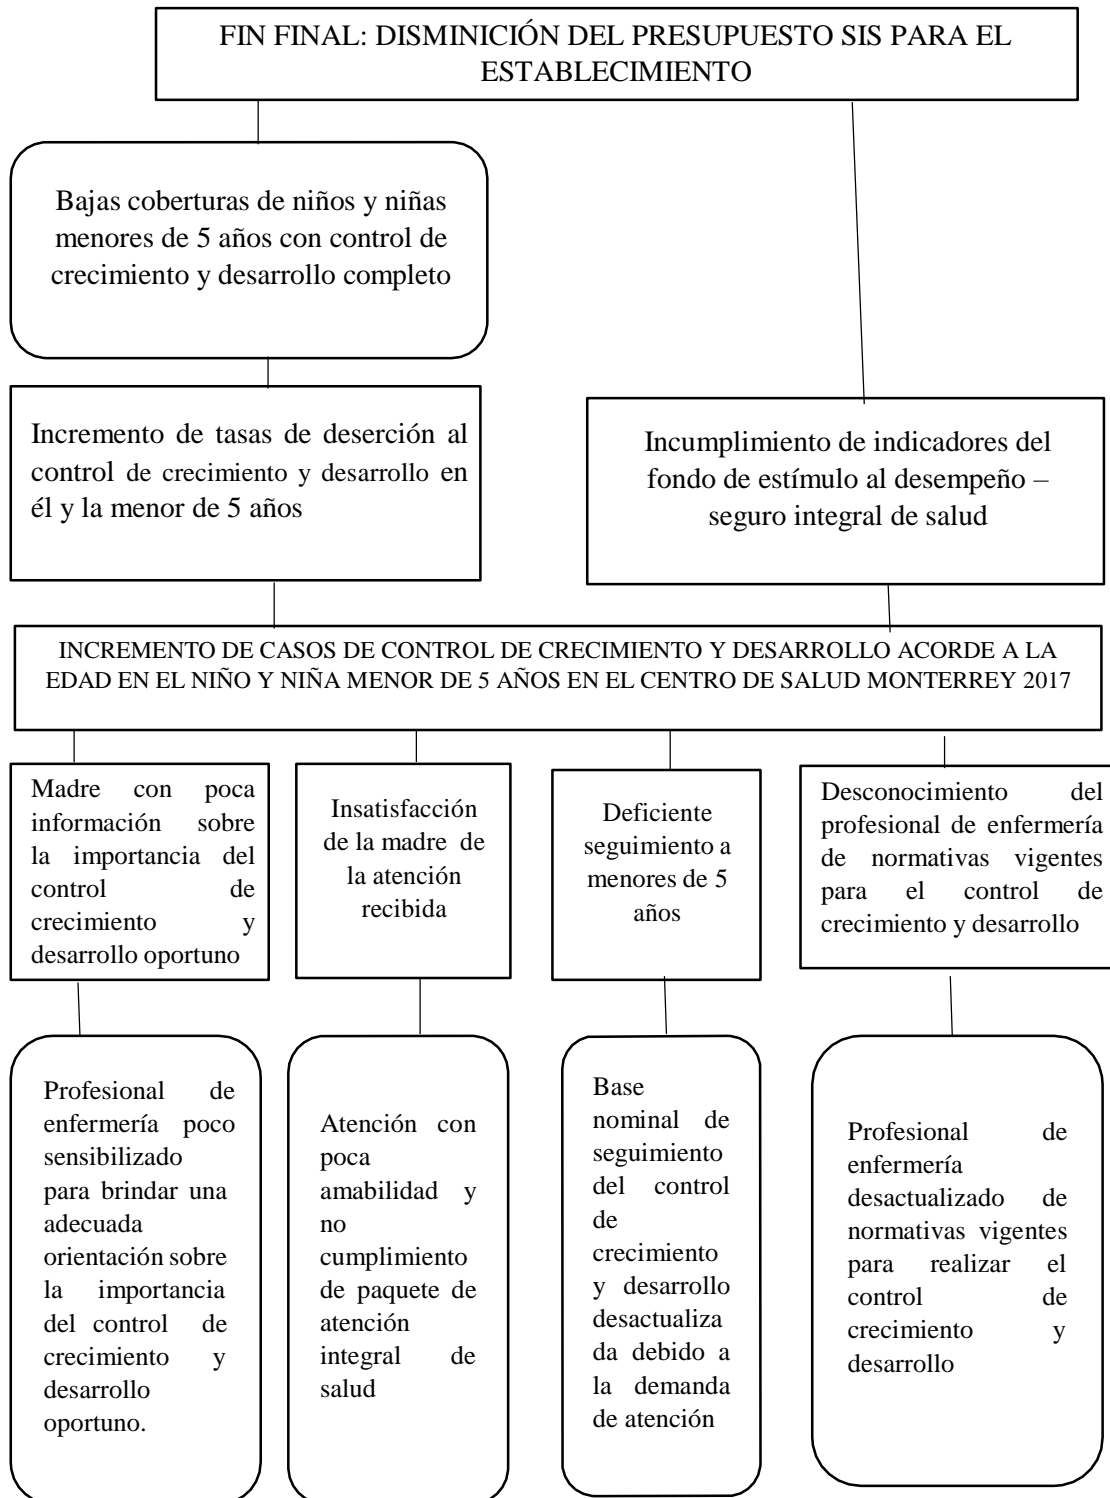 FIN FINAL: DISMINICIÓN DEL PRESUPUESTO SIS PARA EL
ESTABLECIMIENTO
Bajas coberturas de niños y niñas
menores de 5 años con control de
crecimiento y desarrollo completo
Incremento de tasas de deserción al
control de crecimiento y desarrollo en
él y la menor de 5 años
Incumplimiento de indicadores del
fondo de estímulo al desempeño –
seguro integral de salud
INCREMENTO DE CASOS DE CONTROL DE CRECIMIENTO Y DESARROLLO ACORDE A LA
EDAD EN EL NIÑO Y NIÑA MENOR DE 5 AÑOS EN EL CENTRO DE SALUD MONTERREY 2017
Madre con poca
información sobre
la importancia del
control de
crecimiento y
desarrollo oportuno
Insatisfacción
de la madre de
la atención
recibida
Deficiente
seguimiento a
menores de 5
años
Desconocimiento del
profesional de enfermería
de normativas vigentes
para el control de
crecimiento y desarrollo
Profesional de
enfermería poco
sensibilizado
para brindar una
adecuada
orientación sobre
la importancia
del control de
crecimiento y
desarrollo
oportuno.
Atención con
poca
amabilidad y
no
cumplimiento
de paquete de
atención
integral de
salud
Base
nominal de
seguimiento
del control
de
crecimiento
y desarrollo
desactualiza
da debido a
la demanda
de atención
Profesional de
enfermería
desactualizado de
normativas vigentes
para realizar el
control de
crecimiento y
desarrollo